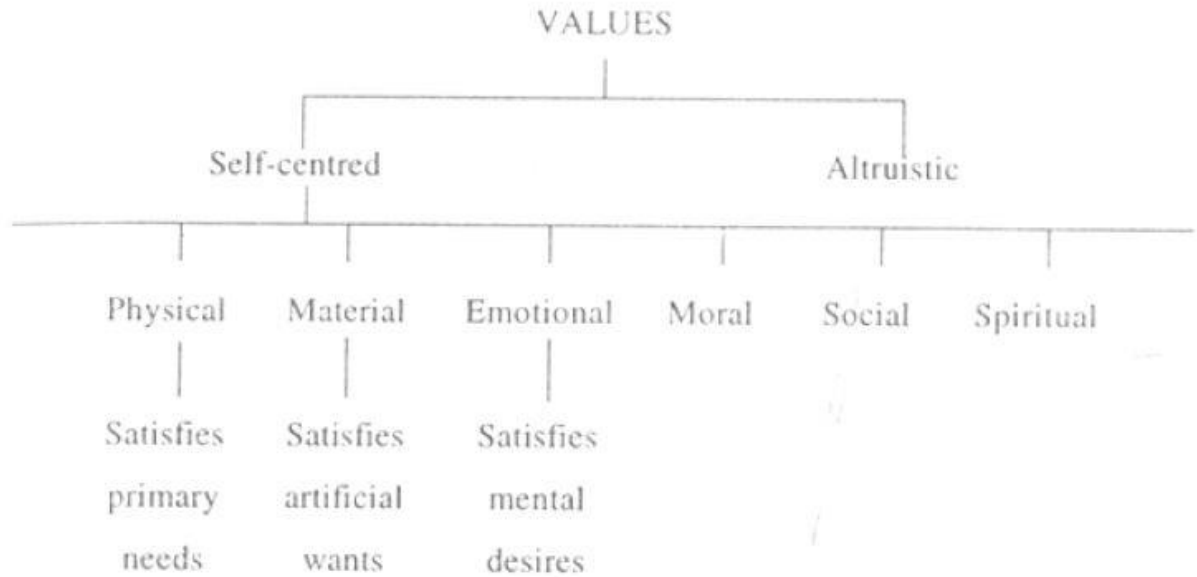 VALUES
Self-centred Altruistic
Physical Material Emotional Moral Social Spiritual
Satisfies Satisfies Satisfies
primary artificial mental
needs wants desires